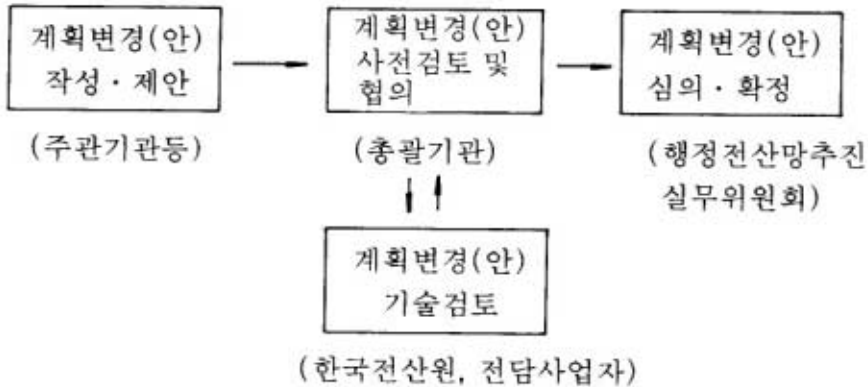 계획변경(안)
작성 · 제안
(주관기관등)
계획변경(안)
사전검토 및
협의
(총괄기관)
계획변경(안)
심의 · 확정
(행정전산망추진
실무위원회)
계획변경(안)
기술검토
(한국전산원, 전담사업자)